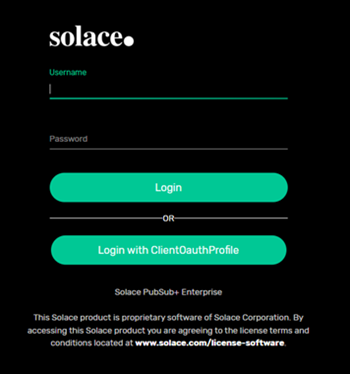 solace.
Username
Password
Login
OR
Login with ClientOauthProfile
Solace PubSub+ Enterprise
This Solace product is proprietary software of Solace Corporation. By
accessing this Solace product you are agreeing to the license terms and
conditions located at www.solace.com/license-software.